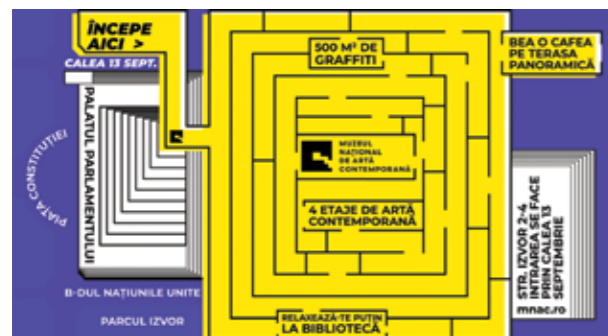 ÎNCEPE
AICI >
CALEA 13 SEPT.
PALATUL PARLAMENTULUI
PIAȚA CONSTITUȚIEI
B-DUL NAȚIUNILE UNITE
PARCUL IZVOR
500 M² DE
GRAFFITI
MUZEUL
NAȚIONAL
DE ARTĂ
CONTEMPORANĂ
4 ETAJE DE ARTĂ
CONTEMPORANĂ
RELAXEAZĂ-TE PUȚIN
LA BIBLIOTECĂ
BEA O CAFEA
PE TERASA
PANORAMICĂ
STR. IZVOR 2-4
INTRAREA SE FACE
PRIN CALEA 13
SEPTEMBRIE
mnac.ro